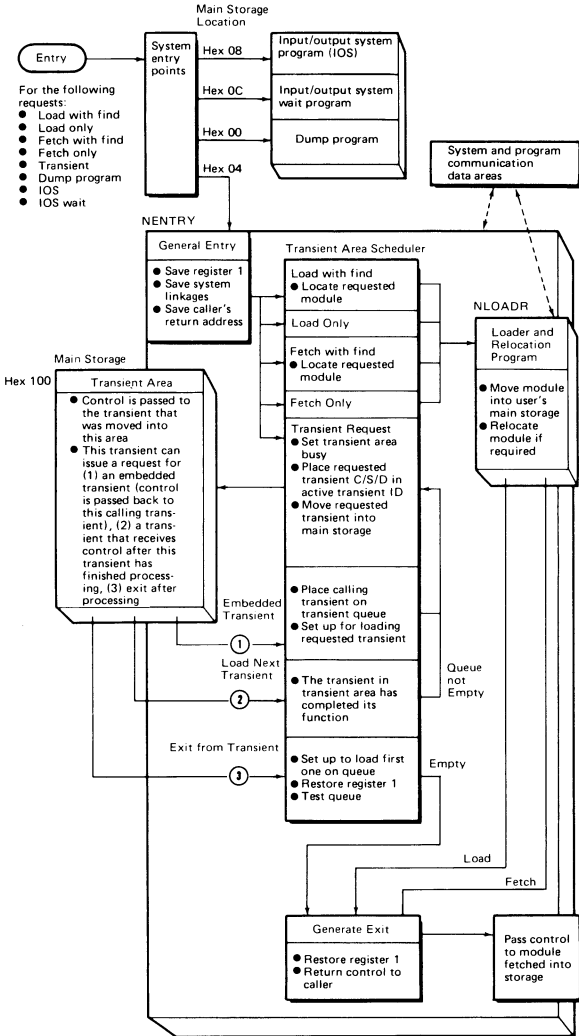 Main Storage
Location
Entry
System
entry
points
Hex 08
Hex 0C
Hex 00
Hex 04
Input/output system
program (IOS)
Input/output system
wait program
Dump program
For the following
requests:
● Load with find
● Load only
● Fetch with find
● Fetch only
● Transient
● Dump program
● IOS
● IOS wait
System and program
communication
data areas
NENTRY
General Entry
● Save register 1
● Save system
linkages
● Save caller's
return address
Transient Area Scheduler
Load with find
● Locate requested
module
Load Only
Fetch with find
● Locate requested
module
Fetch Only
Transient Request
● Set transient area
busy
● Place requested
transient C/S/D in
active transient ID
● Move requested
transient into
main storage
● Place calling
transient on
transient queue
● Set up for loading
requested transient
● The transient in
transient area has
completed its
function
● Set up to load first
one on queue
● Restore register 1
● Test queue
NLOADR
Loader and
Relocation
Program
● Move module
into user's
main storage
● Relocate
module if
required
Main Storage
Hex 100
Transient Area
● Control is passed to
the transient that
was moved into
this area
● This transient can
issue a request for
(1) an embedded
transient (control
is passed back to
this calling tran-
sient), (2) a tran-
sient that receives
control after this
transient has
finished process-
ing, (3) exit after
processing
Embedded
Transient
1
Load Next
Transient
2
Exit from Transient
3
Queue
not
Empty
Empty
Load
Fetch
Generate Exit
● Restore register 1
● Return control to
caller
Pass control
to module
fetched into
storage